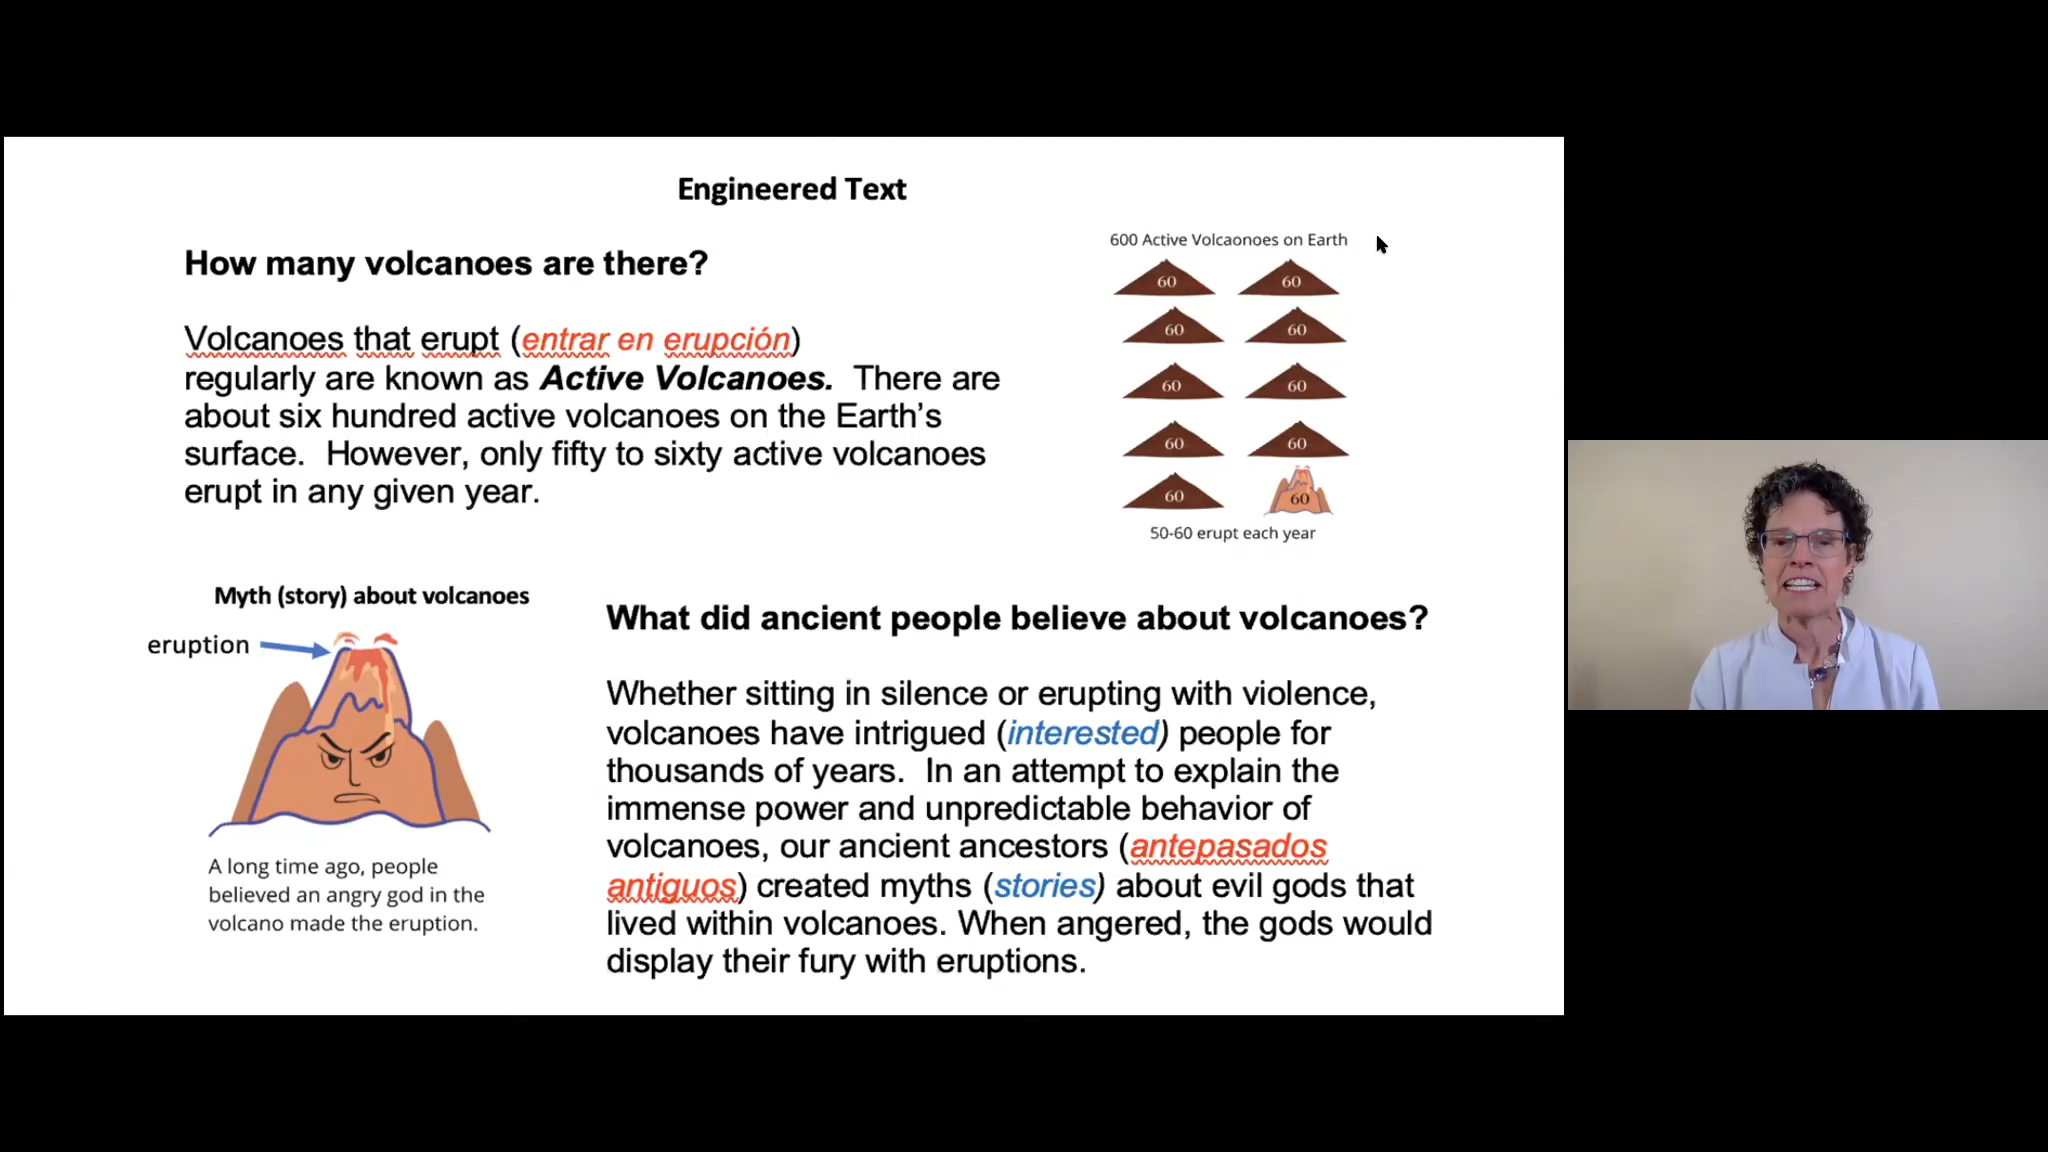 Engineered Text
How many volcanoes are there?
Volcanoes that erupt (entrar en erupción)
regularly are known as Active Volcanoes. There are
about six hundred active volcanoes on the Earth's
surface. However, only fifty to sixty active volcanoes
erupt in any given year.
600 Active Volcaonoes on Earth
60 60
60 60
60 60
60 60
60 60
50-60 erupt each year
Myth (story) about volcanoes
eruption
A long time ago, people
believed an angry god in the
volcano made the eruption.
What did ancient people believe about volcanoes?
Whether sitting in silence or erupting with violence,
volcanoes have intrigued (interested) people for
thousands of years. In an attempt to explain the
immense power and unpredictable behavior of
volcanoes, our ancient ancestors (antepasados
antiguos) created myths (stories) about evil gods that
lived within volcanoes. When angered, the gods would
display their fury with eruptions.